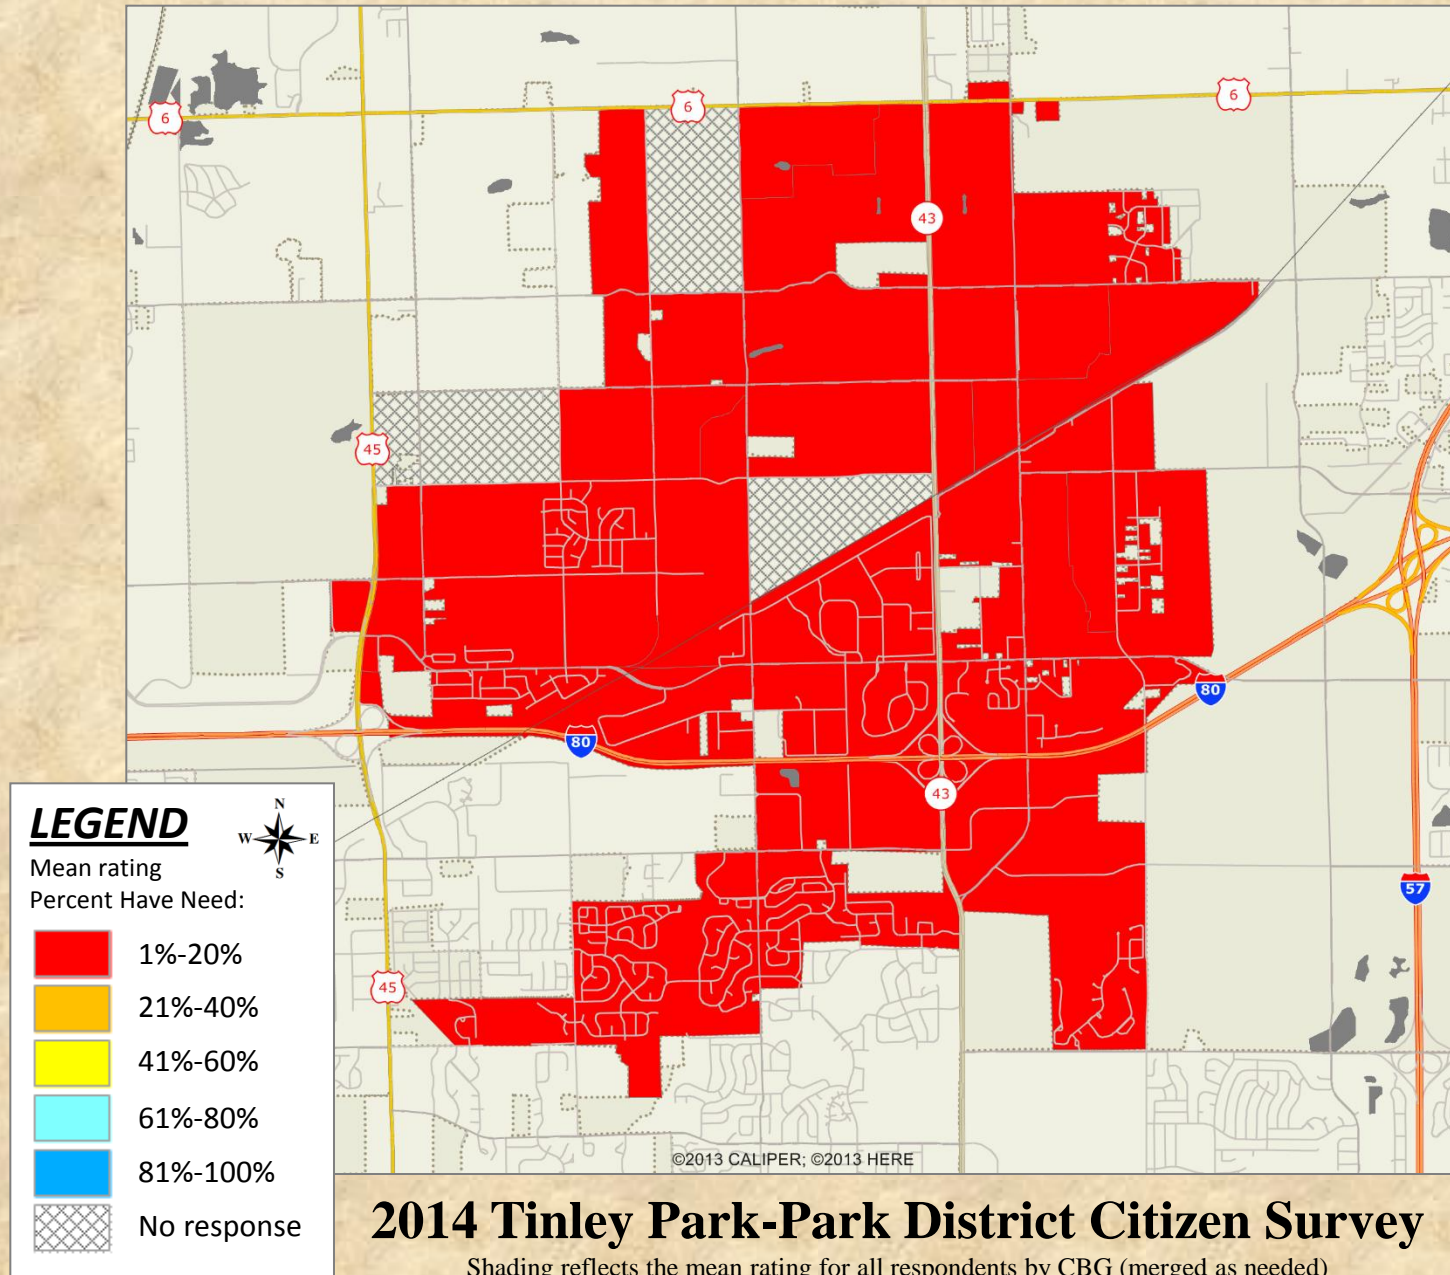 6
6
6
43
45
80
80
43
57
45
LEGEND
N
W E
S
Mean rating
Percent Have Need:
1%-20%
21%-40%
41%-60%
61%-80%
81%-100%
No response
©2013 CALIPER; ©2013 HERE
2014 Tinley Park-Park District Citizen Survey
Shading reflects the mean rating for all respondents by CBG (merged as needed)